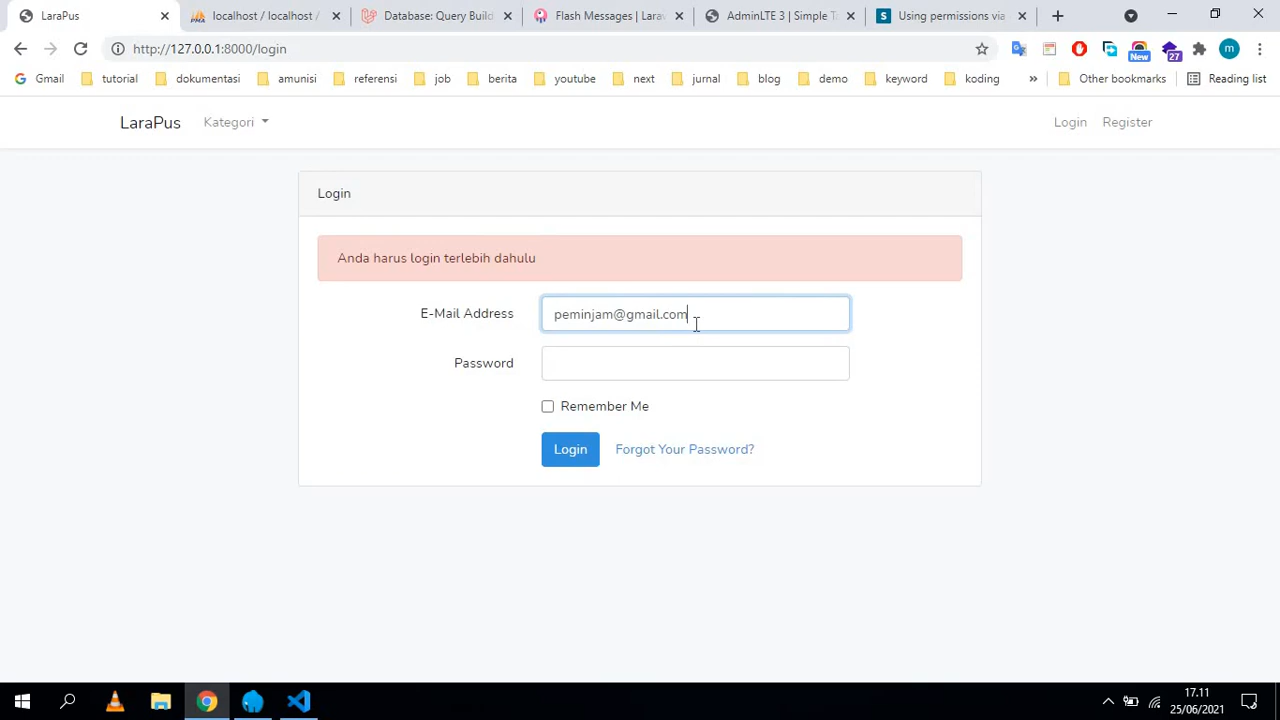 LaraPus
localhost / localhost /
Database: Query Build
Flash Messages | Larav
AdminLTE 3 | Simple T
Using permissions via
http://127.0.0.1:8000/login
New
27
m
Gmail
tutorial
dokumentasi
amunisi
referensi
job
berita
youtube
next
jurnal
blog
demo
keyword
koding
»
Other bookmarks
Reading list
LaraPus
Kategori
Login
Register
Login
Anda harus login terlebih dahulu
E-Mail Address
peminjam@gmail.com
Password
Remember Me
Login
Forgot Your Password?
17.11
25/06/2021